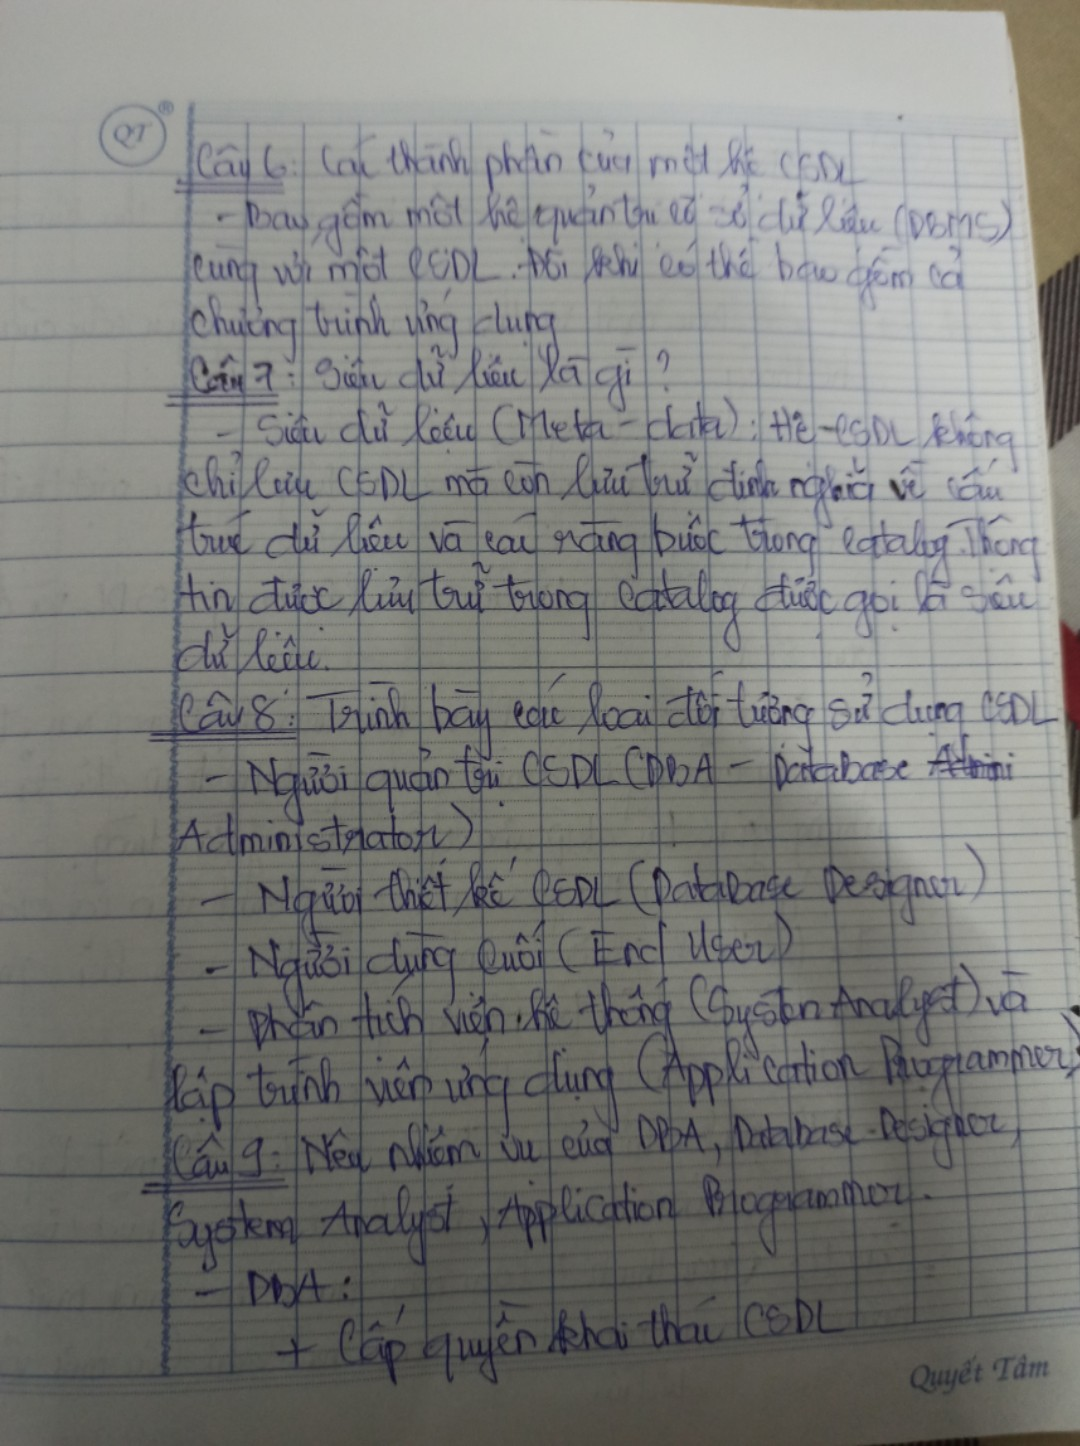 QT ®
Câu 6: Các thành phần của một hệ CSDL
- Bao gồm một hệ quản trị cơ sở dữ liệu (DBMS)
cùng với một CSDL. Đôi khi có thể bao gồm cả
chương trình ứng dụng
Câu 7: Siêu dữ liệu là gì?
- Siêu dữ liệu (Meta-data): Hệ CSDL không
chỉ lưu CSDL mà còn lưu trữ định nghĩa về cấu
trúc dữ liệu và các ràng buộc trong catalog. Thông
tin được lưu trữ trong catalog được gọi là siêu
dữ liệu.
Câu 8: Trình bày các loại đối tượng sử dụng CSDL
- Người quản trị CSDL (DBA - Database
Administrator)
- Người thiết kế CSDL (Database Designer)
- Người dùng cuối (End User)
- Phân tích viên hệ thống (System Analyst) và
lập trình viên ứng dụng (Application Programmer)
Câu 9: Nêu nhiệm vụ của DBA, Database Designer,
System Analyst, Application Programmer.
- DBA:
+ Cấp quyền khai thác CSDL
Quyết Tâm